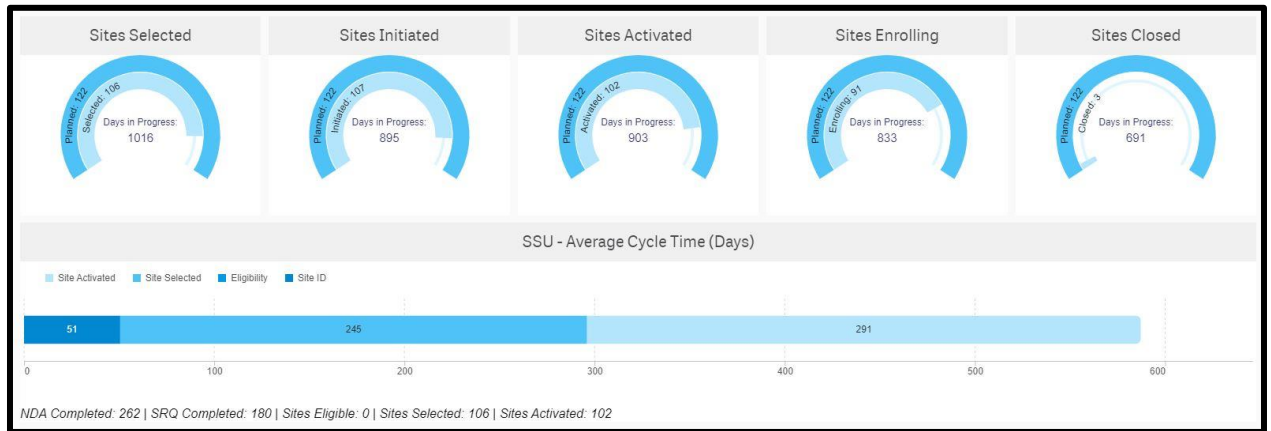 Sites Selected
Planned: 122
Selected: 106
Days in Progress:
1016
Sites Initiated
Planned: 122
Initiated: 107
Days in Progress:
895
Sites Activated
Planned: 122
Activated: 102
Days in Progress:
903
Sites Enrolling
Planned: 122
Enrolling: 91
Days in Progress:
833
Sites Closed
Planned: 122
Closed: 3
Days in Progress:
691
SSU - Average Cycle Time (Days)
Site Activated Site Selected Eligibility Site ID
51 245 291
0 100 200 300 400 500 600
NDA Completed: 262 | SRQ Completed: 180 | Sites Eligible: 0 | Sites Selected: 106 | Sites Activated: 102